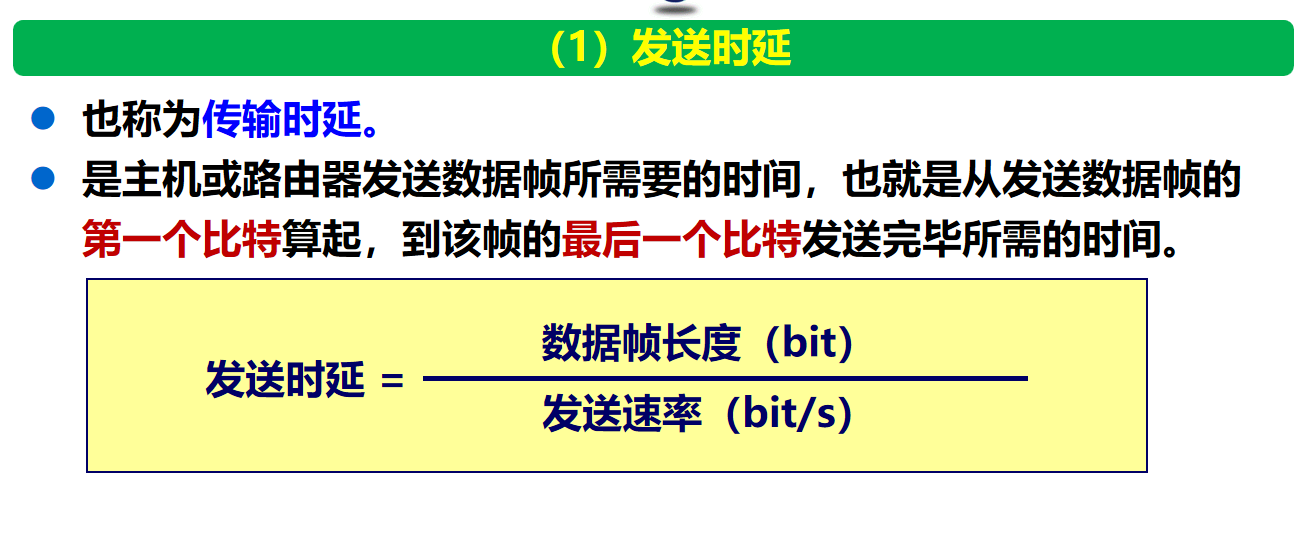 （1）发送时延
也称为传输时延。
是主机或路由器发送数据帧所需要的时间，也就是从发送数据帧的
第一个比特算起，到该帧的最后一个比特发送完毕所需的时间。
数据帧长度（bit）
发送时延 =
发送速率（bit/s）